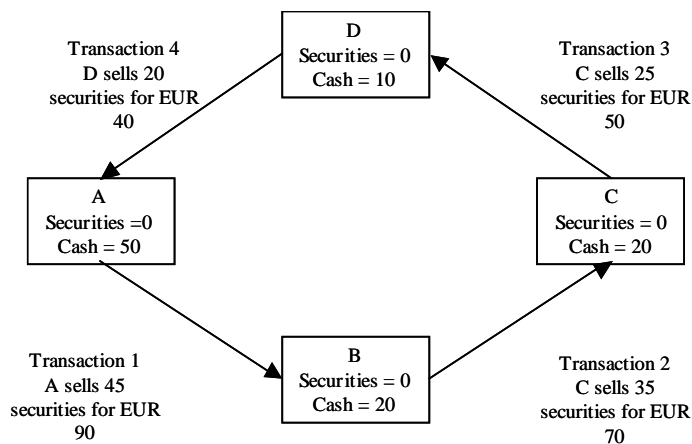 D
Securities = 0
Cash = 10
Transaction 4
D sells 20
securities for EUR
40
Transaction 3
C sells 25
securities for EUR
50
A
Securities =0
Cash = 50
C
Securities = 0
Cash = 20
B
Securities = 0
Cash = 20
Transaction 1
A sells 45
securities for EUR
90
Transaction 2
C sells 35
securities for EUR
70